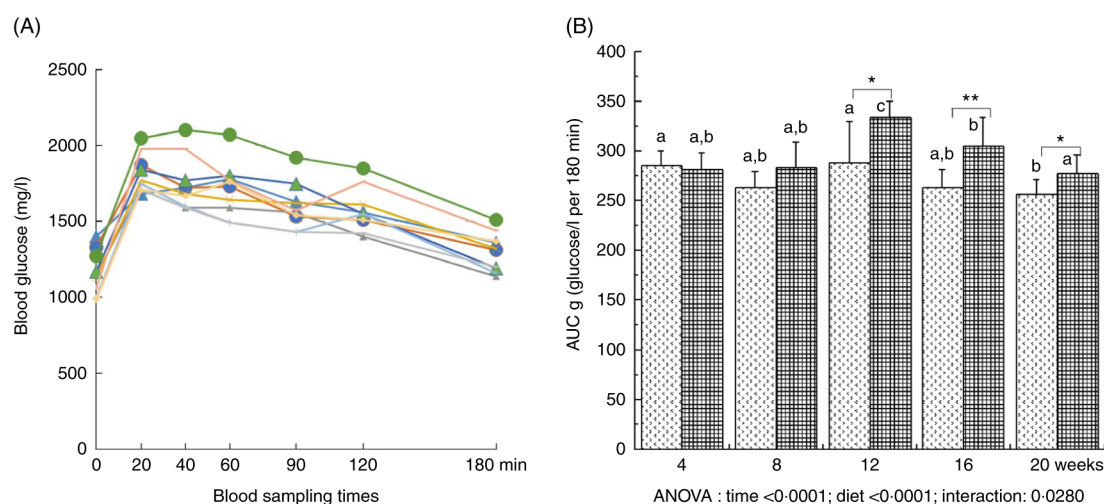 (A)
Blood glucose (mg/l)
2500
2000
1500
1000
500
0
0 20 40 60 90 120 180 min
Blood sampling times
(B)
AUC g (glucose/l per 180 min)
400
350
300
250
200
150
100
50
0
a a,b a,b a,b a * c a,b ** b b * a
4 8 12 16 20 weeks
ANOVA : time <0·0001; diet <0·0001; interaction: 0·0280